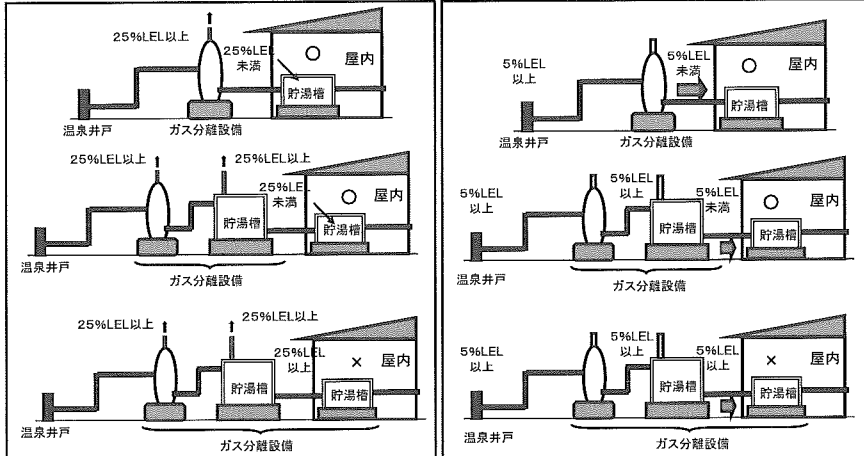 25%LEL以上
25%LEL
未満
屋内
貯湯槽
温泉井戸
ガス分離設備
25%LEL以上
25%LEL以上
25%LEL
未満
屋内
貯湯槽
貯湯槽
温泉井戸
ガス分離設備
25%LEL以上
25%LEL以上
25%LEL
以上
×
屋内
貯湯槽
貯湯槽
温泉井戸
ガス分離設備
5%LEL
以上
5%LEL
未満
屋内
貯湯槽
温泉井戸
ガス分離設備
5%LEL
以上
5%LEL
以上
5%LEL
未満
屋内
貯湯槽
貯湯槽
温泉井戸
ガス分離設備
5%LEL
以上
5%LEL
以上
5%LEL
以上
×
屋内
貯湯槽
貯湯槽
温泉井戸
ガス分離設備